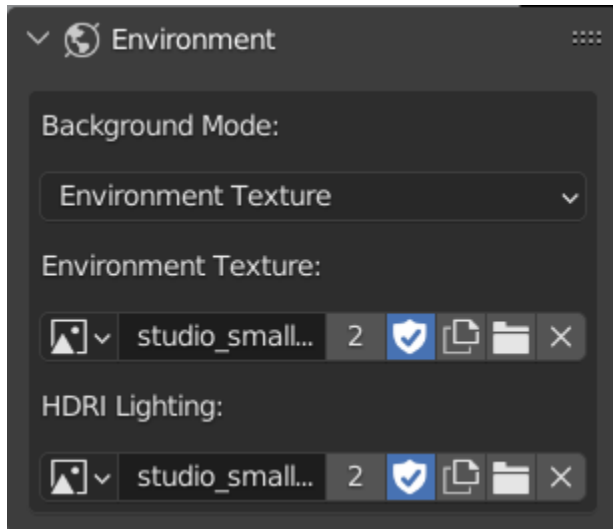 Environment
Background Mode:
Environment Texture
Environment Texture:
studio_small... 2
HDRI Lighting:
studio_small... 2